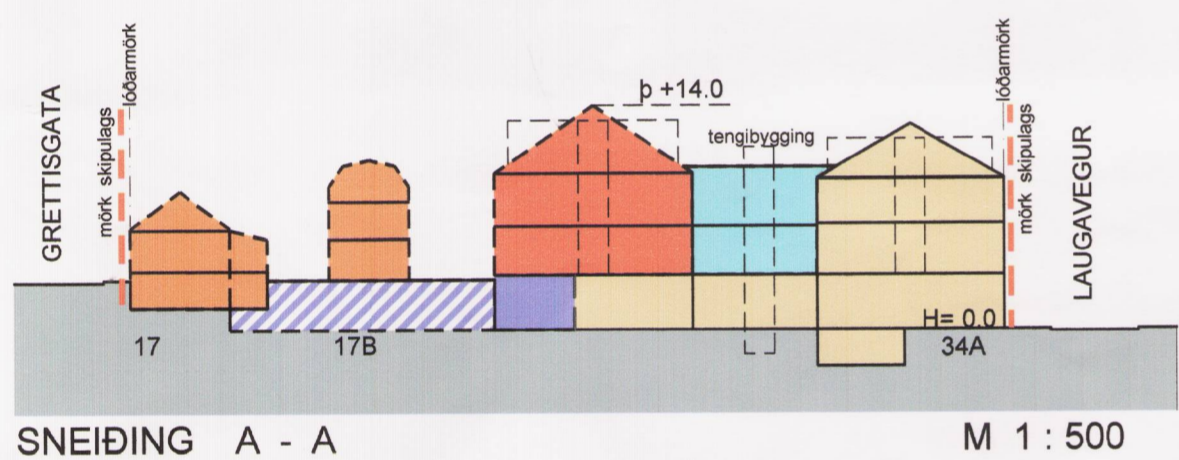 GRETTISGATA
mörk skipulags
lóðarmörk
þ +14.0
tengibygging
lóðarmörk
mörk skipulags
LAUGAVEGUR
H= 0.0
17
17B
34A
SNEIÐING A - A
M 1 : 500